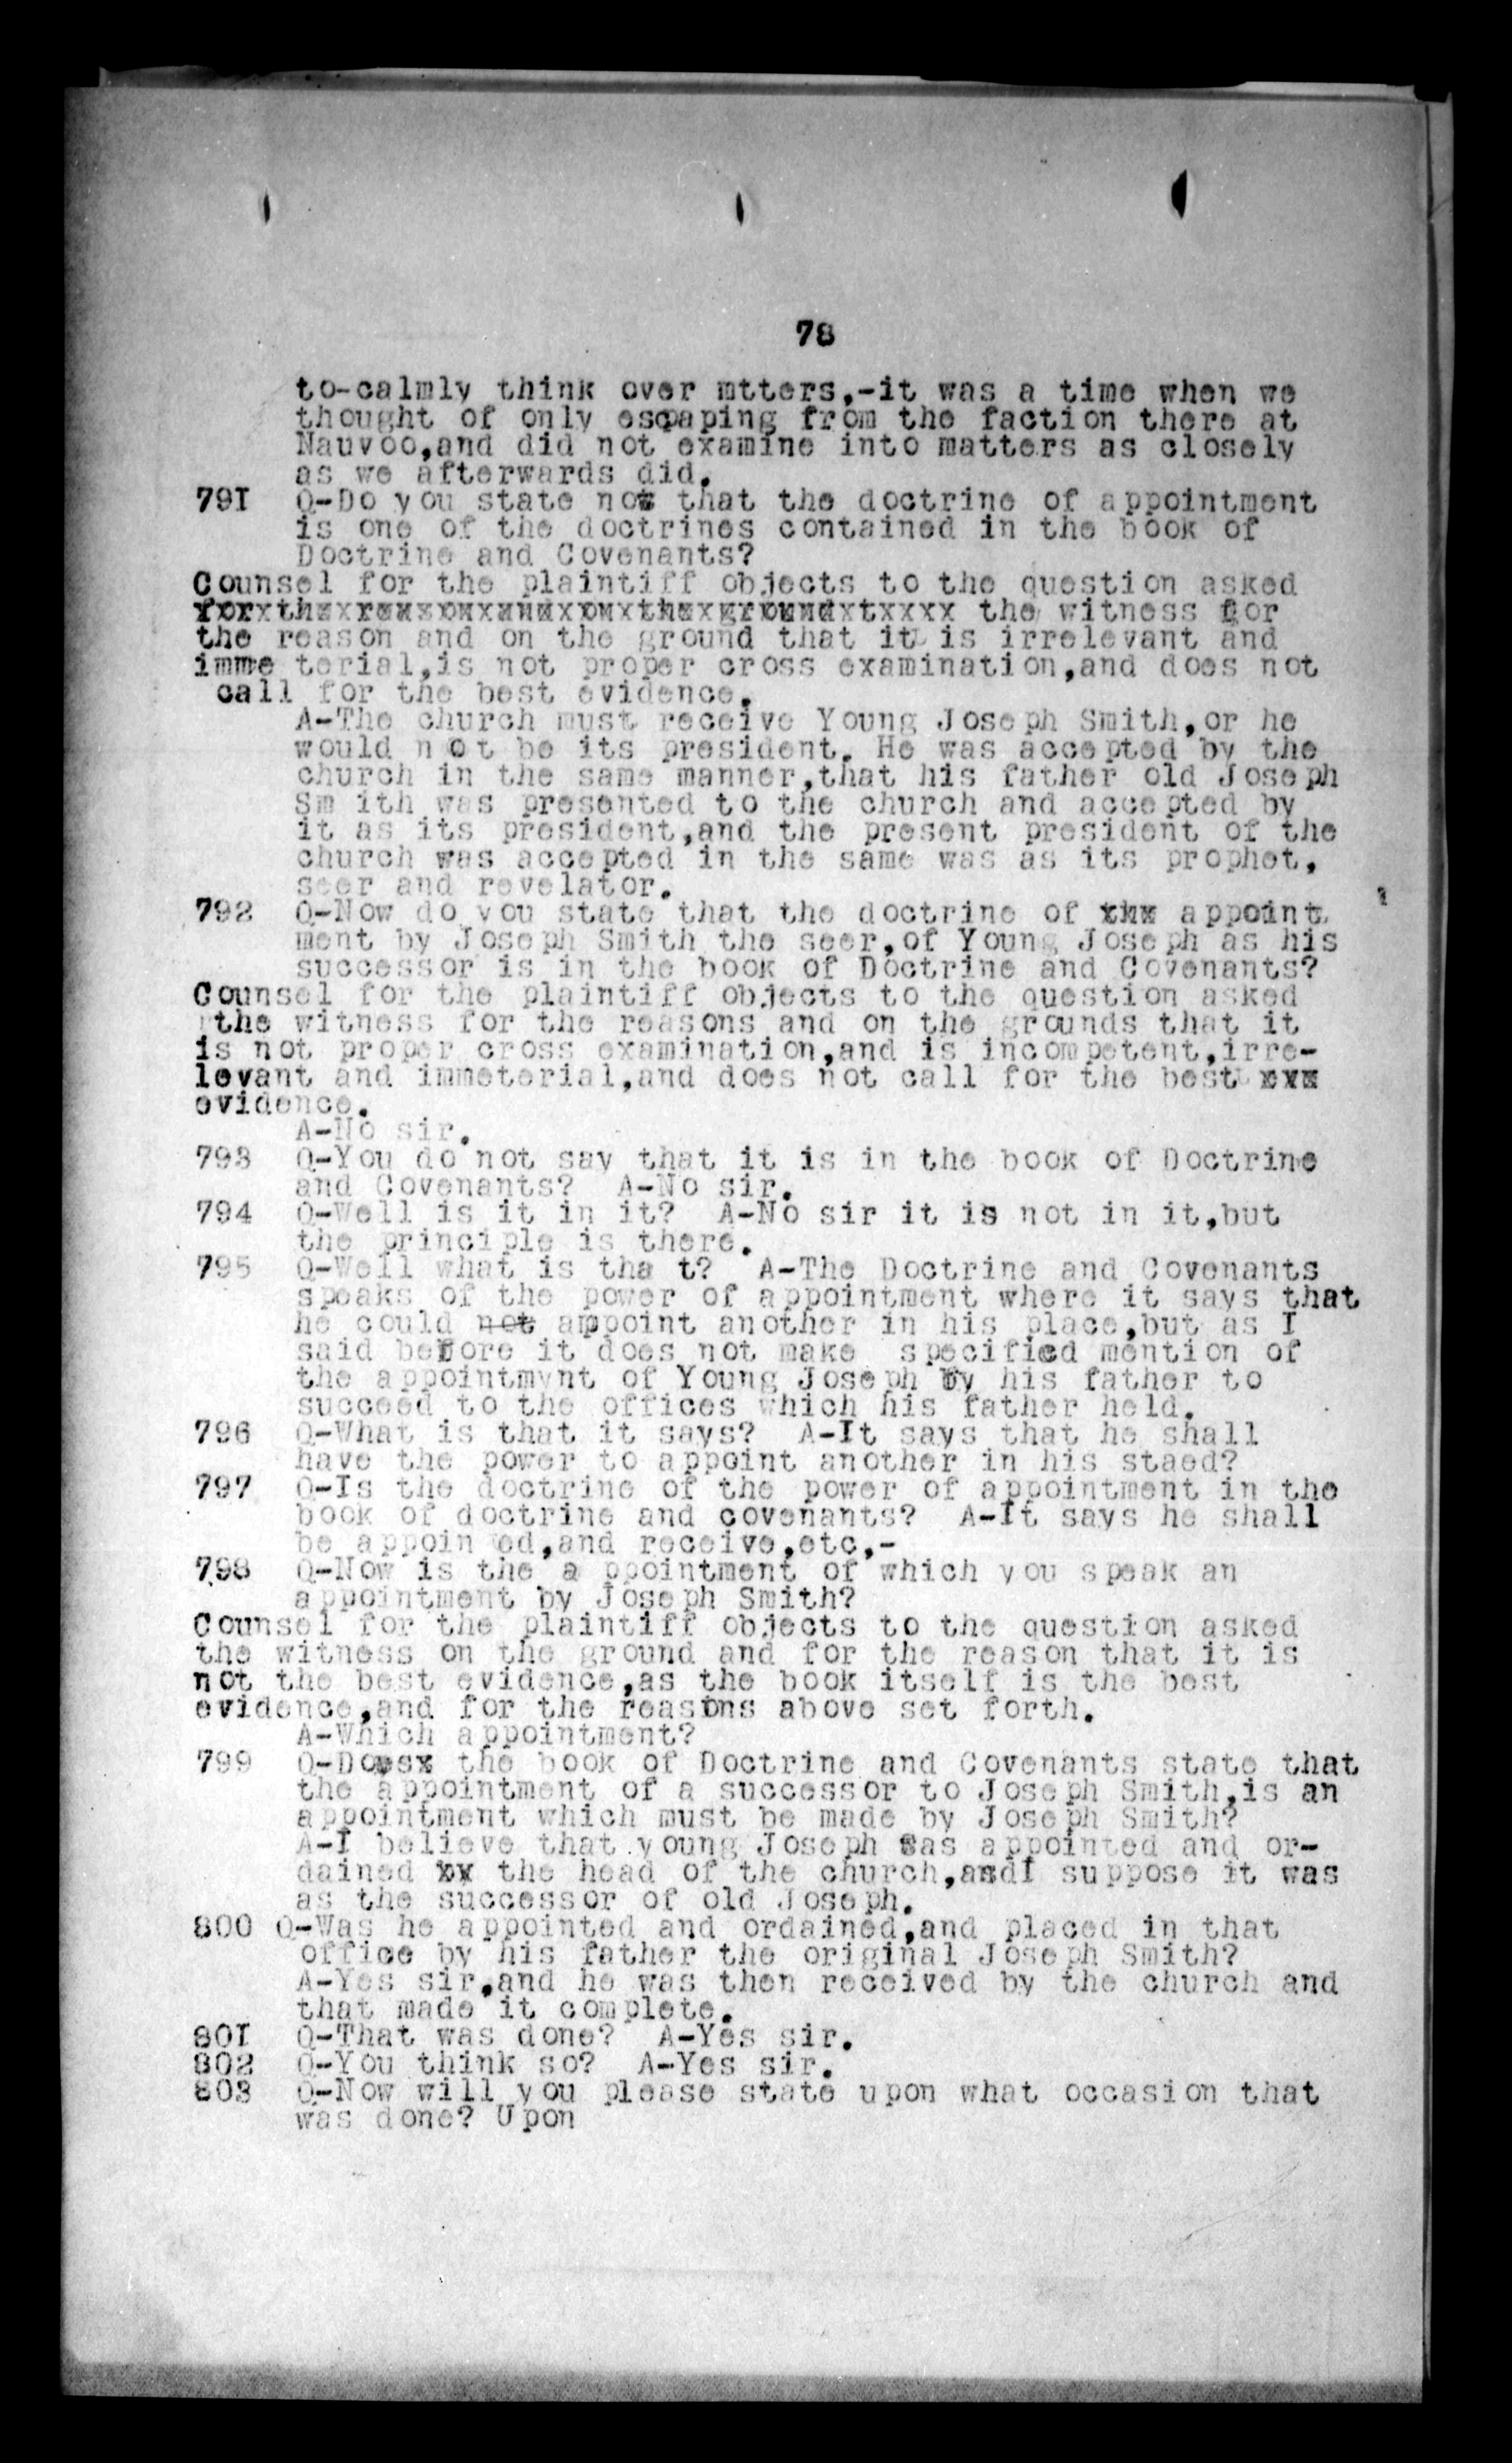 78
to-calmly think over mtters,-it was a time when we
thought of only escpaping from the faction there at
Nauvoo,and did not examine into matters as closely
as we afterwards did.
791 Q-Do you state not that the doctrine of appointment
is one of the doctrines contained in the book of
Doctrine and Covenants?
Counsel for the plaintiff objects to the question asked
the witness for
the reason and on the ground that it is irrelevant and
imme terial,is not proper cross examination,and does not
call for the best evidence.
A-The church must receive Young Joseph Smith,or he
would not be its president. He was accepted by the
church in the same manner,that his father old Joseph
Sm ith was presented to the church and accepted by
it as its president,and the present president of the
church was accepted in the same was as its prophet,
seer and revelator.
792 Q-Now do you state that the doctrine of xxx appoint
ment by Joseph Smith the seer,of Young Joseph as his
successor is in the book of Doctrine and Covenants?
Counsel for the plaintiff objects to the question asked
the witness for the reasons and on the grounds that it
is not proper cross examination,and is incompetent,irre-
levant and immeterial,and does not call for the best xxx
evidence.
A-No sir.
793 Q-You do not say that it is in the book of Doctrine
and Covenants? A-No sir.
794 Q-Well is it in it? A-No sir it is not in it,but
the principle is there.
795 Q-Well what is tha t? A-The Doctrine and Covenants
speaks of the power of appointment where it says that
he could not appoint another in his place,but as I
said before it does not make specified mention of
the appointmynt of Young Joseph by his father to
succeed to the offices which his father held.
796 Q-What is that it says? A-It says that he shall
have the power to appoint another in his staed?
797 Q-Is the doctrine of the power of appointment in the
book of doctrine and covenants? A-It says he shall
be appoin ed,and receive,etc,-
798 Q-Now is the a ppointment of which you speak an
appointment by Joseph Smith?
Counsel for the plaintiff objects to the question asked
the witness on the ground and for the reason that it is
not the best evidence,as the book itself is the best
evidence,and for the reasons above set forth.
A-Which appointment?
799 Q-Doesx the book of Doctrine and Covenants state that
the appointment of a successor to Joseph Smith,is an
appointment which must be made by Joseph Smith?
A-I believe that young Joseph was appointed and or-
dained xx the head of the church,andI suppose it was
as the successor of old Joseph.
800 Q-Was he appointed and ordained,and placed in that
office by his father the original Joseph Smith?
A-Yes sir,and he was then received by the church and
that made it complete.
801 Q-That was done? A-Yes sir.
802 Q-You think so? A-Yes sir.
803 Q-Now will you please state upon what occasion that
was done? Upon